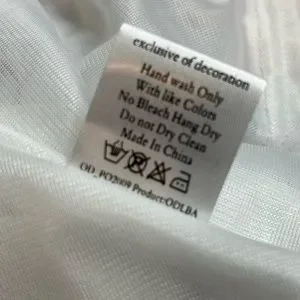 exclusive of decoration
Hand wash Only
With like Colors
No Bleach Hang Dry
Do not Dry Clean
Made In China
OD_PO2009 Product:ODLBA